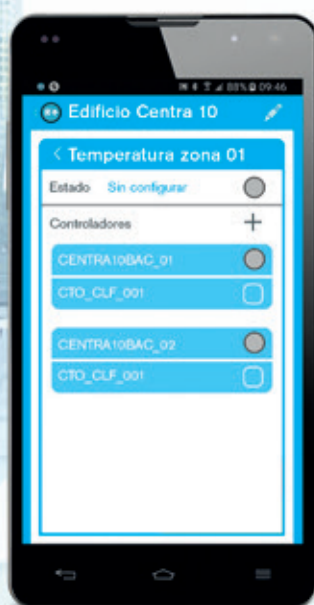 88% 09:46
Edificio Centra 10
< Temperatura zona 01
Estado Sin configurar
Controladores +
CENTRA10BAC_01
CTO_CLF_001
CENTRA10BAC_02
CTO_CLF_001